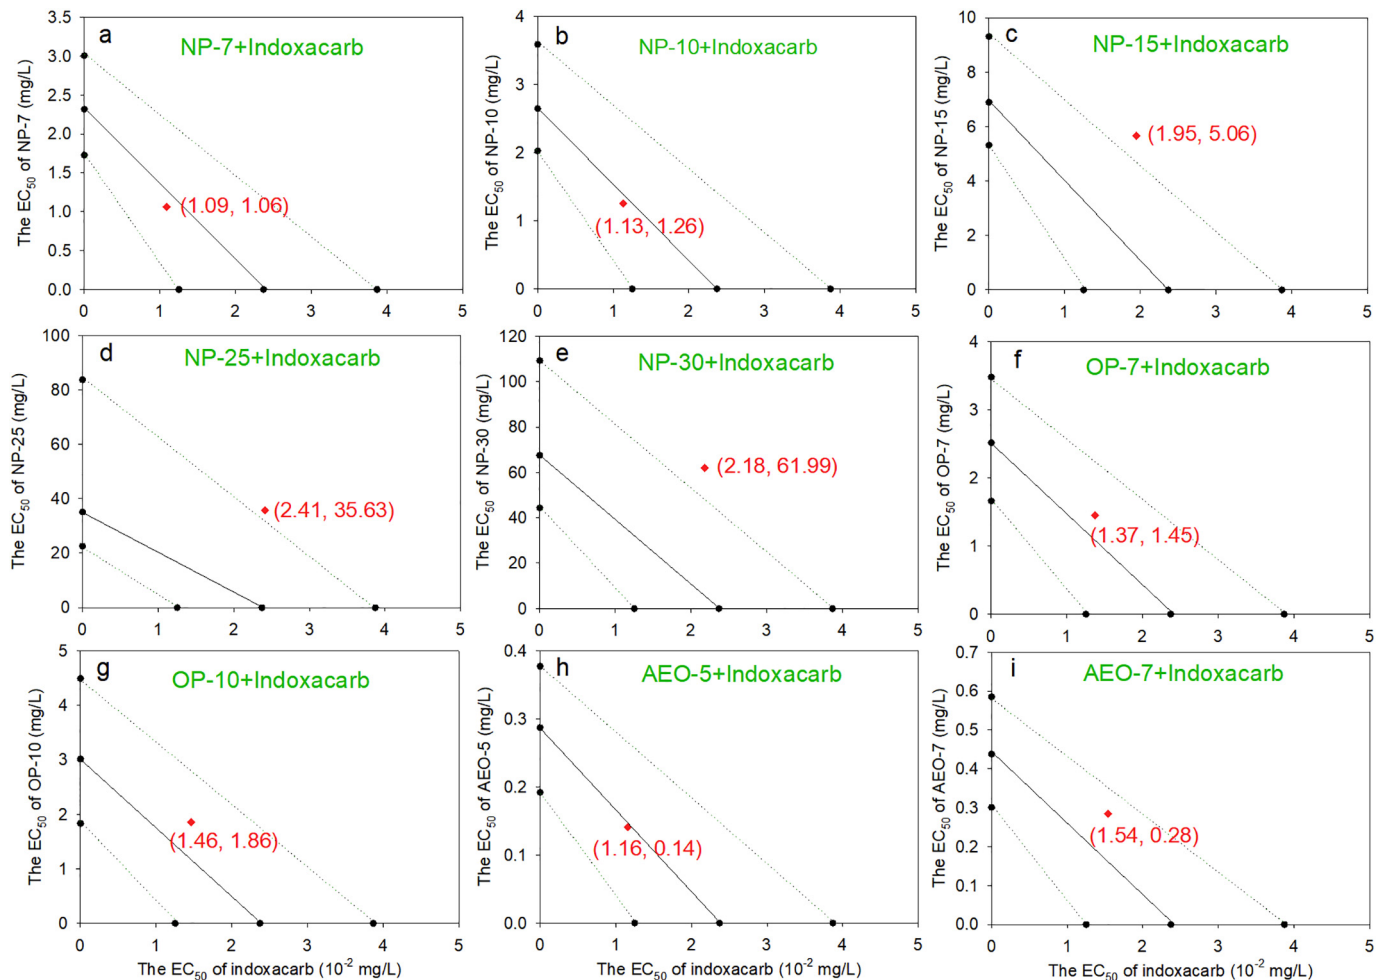 a
NP-7+Indoxacarb
The EC50 of NP-7 (mg/L)
3.5
3.0
2.5
2.0
1.5
1.0
0.5
0.0
(1.09, 1.06)
0 1 2 3 4 5
b
NP-10+Indoxacarb
The EC50 of NP-10 (mg/L)
4
3
2
1
0
(1.13, 1.26)
0 1 2 3 4 5
c
NP-15+Indoxacarb
The EC50 of NP-15 (mg/L)
10
8
6
4
2
0
(1.95, 5.06)
0 1 2 3 4 5
d
NP-25+Indoxacarb
The EC50 of NP-25 (mg/L)
100
80
60
40
20
0
(2.41, 35.63)
0 1 2 3 4 5
e
NP-30+Indoxacarb
The EC50 of NP-30 (mg/L)
120
100
80
60
40
20
0
(2.18, 61.99)
0 1 2 3 4 5
f
OP-7+Indoxacarb
The EC50 of OP-7 (mg/L)
4
3
2
1
0
(1.37, 1.45)
0 1 2 3 4 5
g
OP-10+Indoxacarb
The EC50 of OP-10 (mg/L)
5
4
3
2
1
0
(1.46, 1.86)
0 1 2 3 4 5
The EC50 of indoxacarb (10-2 mg/L)
h
AEO-5+Indoxacarb
The EC50 of AEO-5 (mg/L)
0.4
0.3
0.2
0.1
0.0
(1.16, 0.14)
0 1 2 3 4 5
The EC50 of indoxacarb (10-2 mg/L)
i
AEO-7+Indoxacarb
The EC50 of AEO-7 (mg/L)
0.7
0.6
0.5
0.4
0.3
0.2
0.1
0.0
(1.54, 0.28)
0 1 2 3 4 5
The EC50 of indoxacarb (10-2 mg/L)